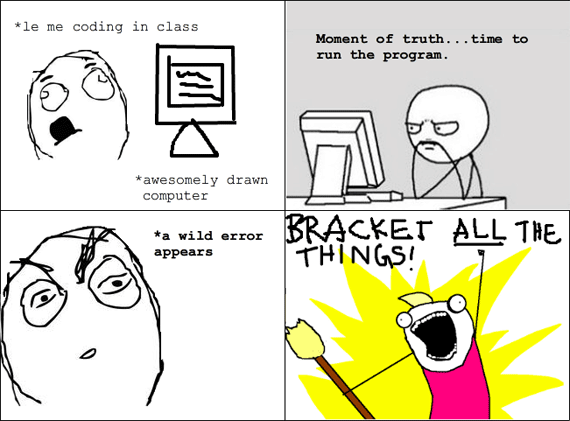 *le me coding in class
*awesomely drawn
computer
Moment of truth...time to
run the program.
*a wild error
appears
BRACKET ALL THE
THINGS!